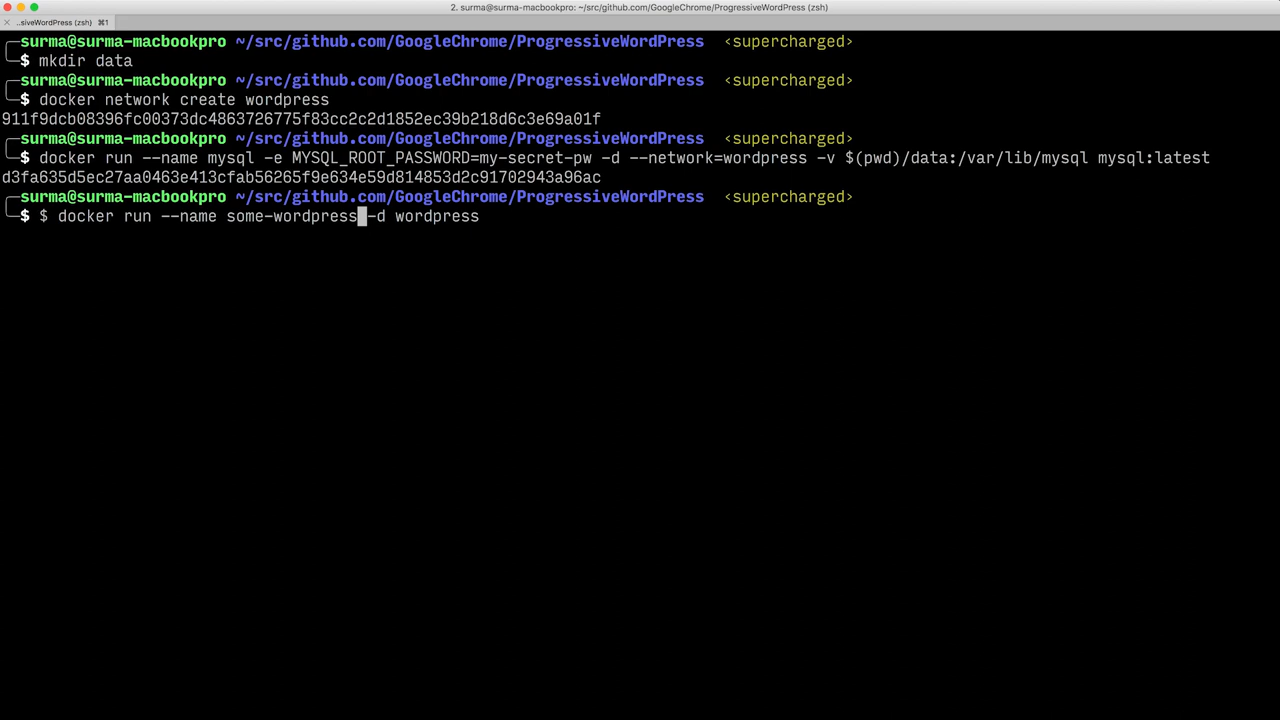 2. surma@surma-macbookpro: ~/src/github.com/GoogleChrome/ProgressiveWordPress (zsh)
..siveWordPress (zsh) ⌘1
surma@surma-macbookpro ~/src/github.com/GoogleChrome/ProgressiveWordPress <supercharged>
$ mkdir data
surma@surma-macbookpro ~/src/github.com/GoogleChrome/ProgressiveWordPress <supercharged>
$ docker network create wordpress
911f9dcb08396fc00373dc4863726775f83cc2c2d1852ec39b218d6c3e69a01f
surma@surma-macbookpro ~/src/github.com/GoogleChrome/ProgressiveWordPress <supercharged>
$ docker run --name mysql -e MYSQL_ROOT_PASSWORD=my-secret-pw -d --network=wordpress -v $(pwd)/data:/var/lib/mysql mysql:latest
d3fa635d5ec27aa0463e413cfab56265f9e634e59d814853d2c91702943a96ac
surma@surma-macbookpro ~/src/github.com/GoogleChrome/ProgressiveWordPress <supercharged>
$ $ docker run --name some-wordpress -d wordpress